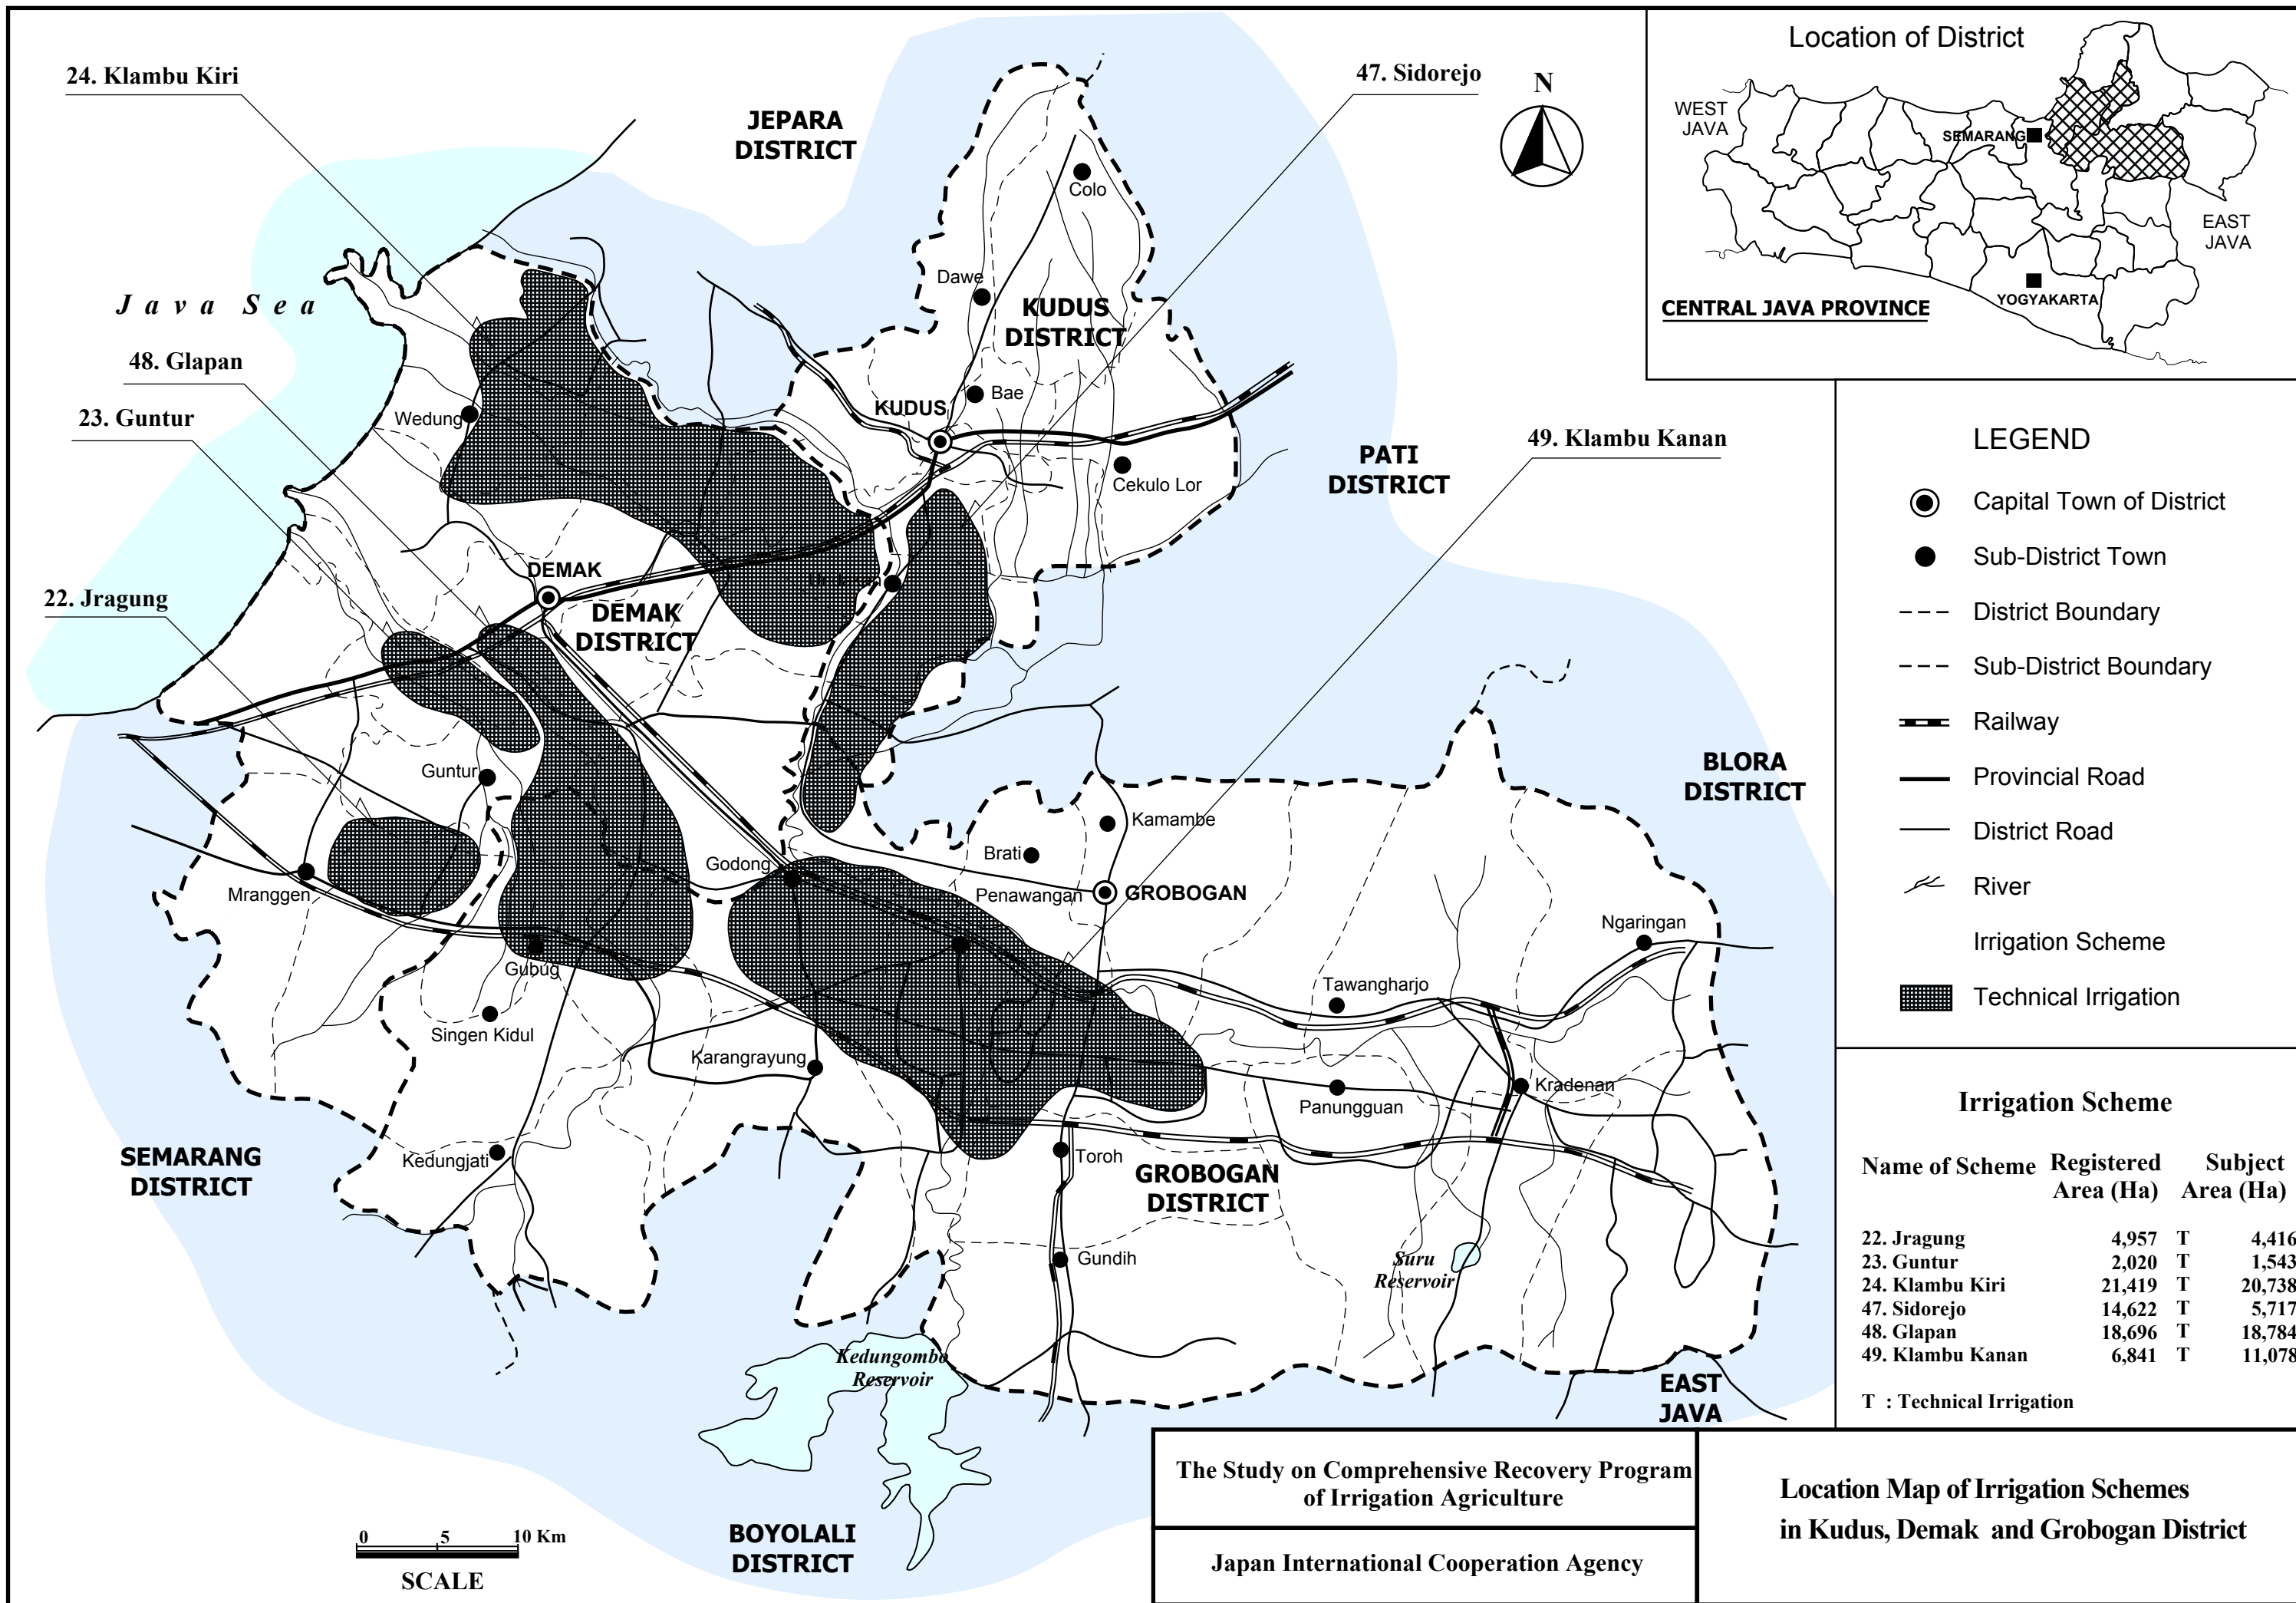 24. Klambu Kiri
48. Glapan
23. Guntur
22. Jragung
47. Sidorejo
49. Klambu Kanan
N
Java Sea
JEPARA
DISTRICT
KUDUS
DISTRICT
PATI
DISTRICT
DEMAK
DISTRICT
BLORA
DISTRICT
SEMARANG
DISTRICT
GROBOGAN
DISTRICT
BOYOLALI
DISTRICT
EAST
JAVA
Colo
Dawe
Bae
KUDUS
Cekulo Lor
Wedung
DEMAK
Guntur
Mranggen
Godong
Gubug
Singen Kidul
Karangrayung
Kedungjati
Kamambe
Brati
Penawangan
GROBOGAN
Ngaringan
Tawangharjo
Panungguan
Kradenan
Toroh
Gundih
Suru
Reservoir
Kedungombo
Reservoir
0 5 10 Km
SCALE
Location of District
WEST
JAVA
SEMARANG
EAST
JAVA
YOGYAKARTA
CENTRAL JAVA PROVINCE
LEGEND
Capital Town of District
Sub-District Town
District Boundary
Sub-District Boundary
Railway
Provincial Road
District Road
River
Irrigation Scheme
Technical Irrigation
Irrigation Scheme
Name of Scheme Registered Area (Ha) Subject Area (Ha)
22. Jragung 4,957 T 4,416
23. Guntur 2,020 T 1,543
24. Klambu Kiri 21,419 T 20,738
47. Sidorejo 14,622 T 5,717
48. Glapan 18,696 T 18,784
49. Klambu Kanan 6,841 T 11,078
T : Technical Irrigation
The Study on Comprehensive Recovery Program
of Irrigation Agriculture
Japan International Cooperation Agency
Location Map of Irrigation Schemes
in Kudus, Demak and Grobogan District